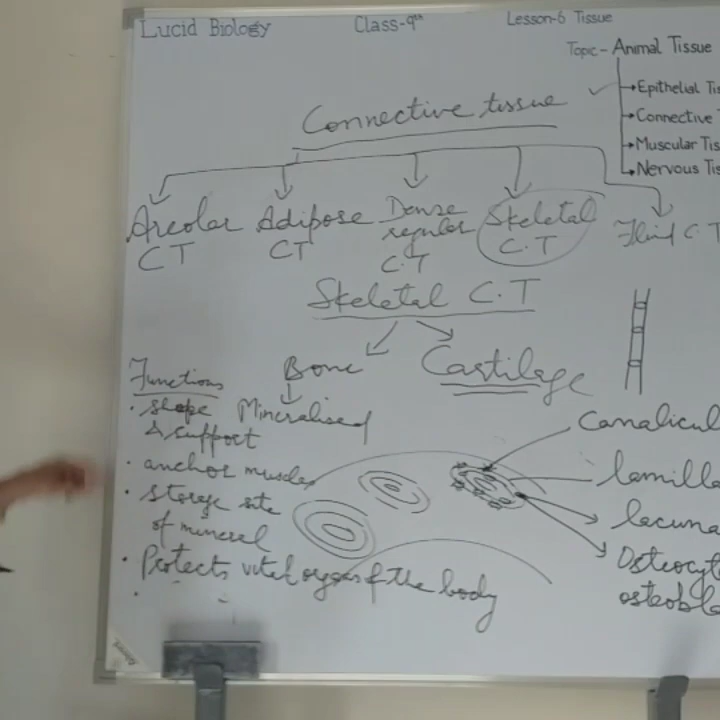 Lucid Biology
Class-9th
Lesson-6 Tissue
Topic- Animal Tissue
→Epithelial Tis
→Connective
→Muscular Tis
→Nervous Tis
Connective tissue
Areolar
CT
Adipose
CT
Dense
regular
C.T
Skeletal
C.T
Fluid C.T
Skeletal C.T
Bone
Cartilage
Mineralised
Functions
• shape
& support
• anchor muscles
• storage site
of mineral
• Protects vital organs of the body
Canalicul
lamilla
lacuna
Osteocyt
osteobla